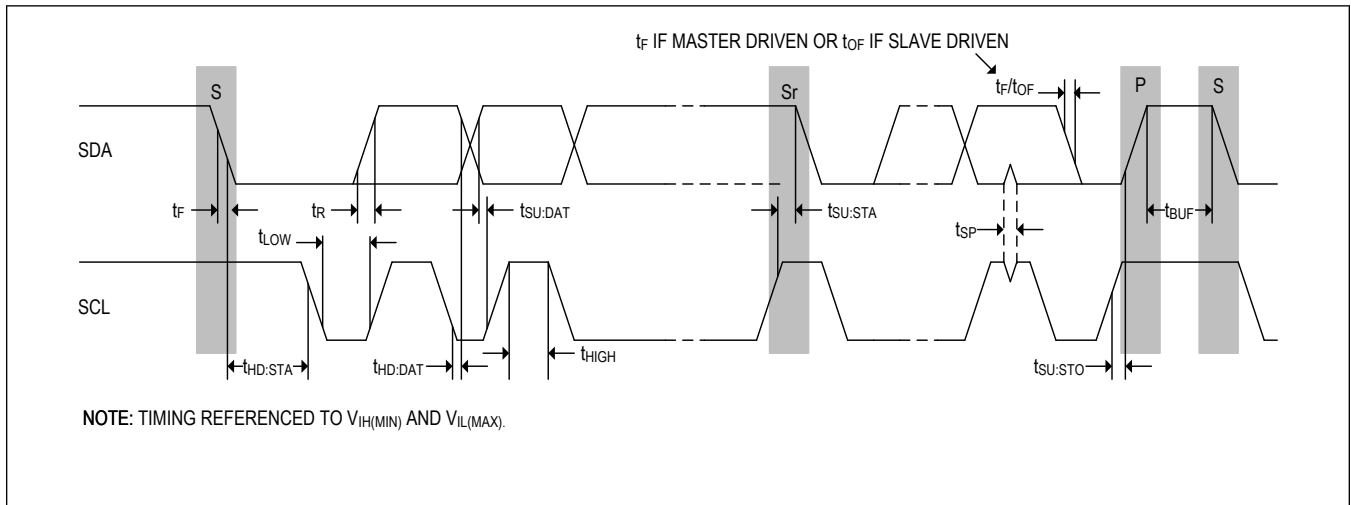 tF IF MASTER DRIVEN OR tOF IF SLAVE DRIVEN
S
Sr
tF/tOF
P
S
SDA
tF
tR
tSU:DAT
tSU:STA
tBUF
tLOW
tSP
SCL
tHD:STA
tHD:DAT
tHIGH
tSU:STO
NOTE: TIMING REFERENCED TO VIH(MIN) AND VIL(MAX).